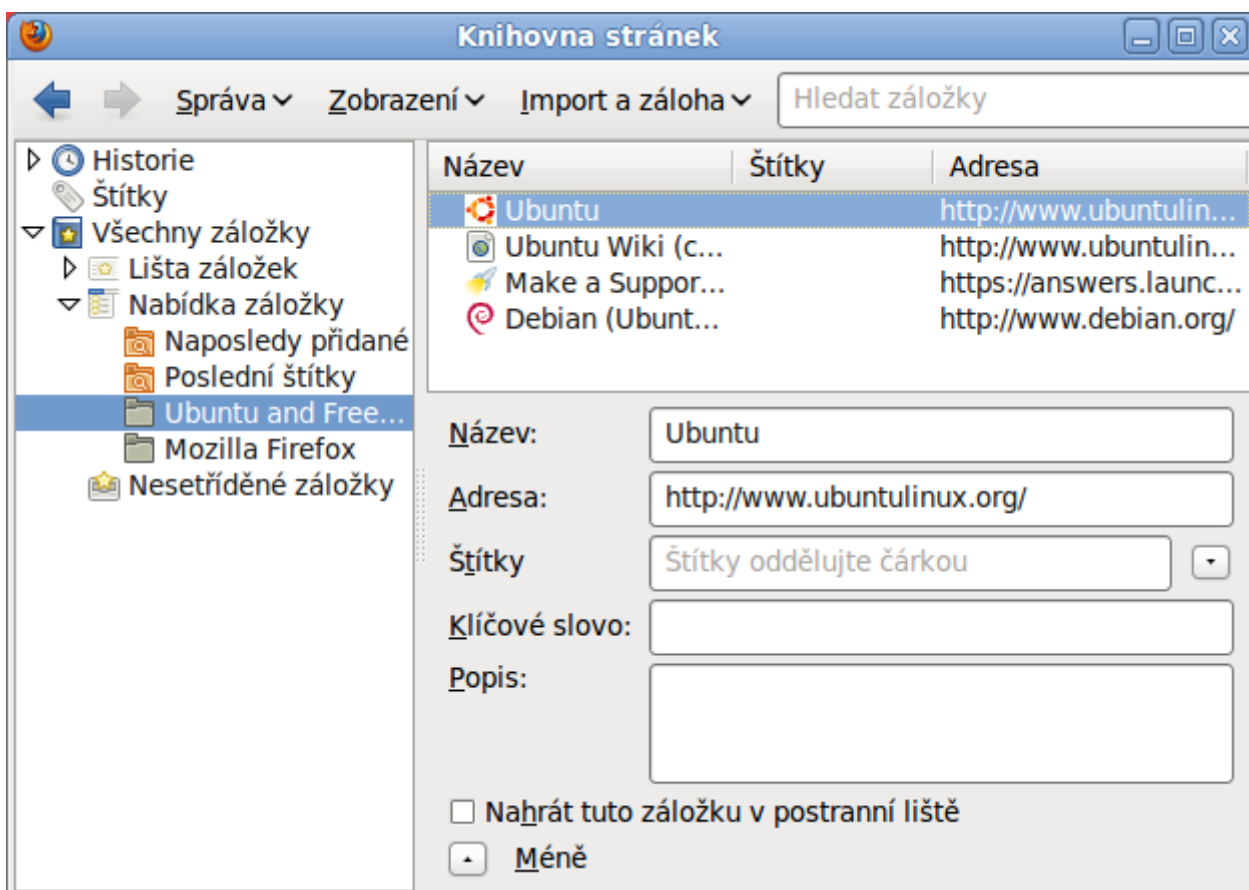 Knihovna stránek
Správa Zobrazení Import a záloha Hledat záložky
Historie
Štítky
Všechny záložky
Lišta záložek
Nabídka záložky
Naposledy přidané
Poslední štítky
Ubuntu and Free...
Mozilla Firefox
Nesetříděné záložky
Název Štítky Adresa
Ubuntu http://www.ubuntulin...
Ubuntu Wiki (c... http://www.ubuntulin...
Make a Suppor... https://answers.launc...
Debian (Ubunt... http://www.debian.org/
Název: Ubuntu
Adresa: http://www.ubuntulinux.org/
Štítky Štítky oddělujte čárkou
Klíčové slovo:
Popis:
Nahrát tuto záložku v postranní liště
Méně